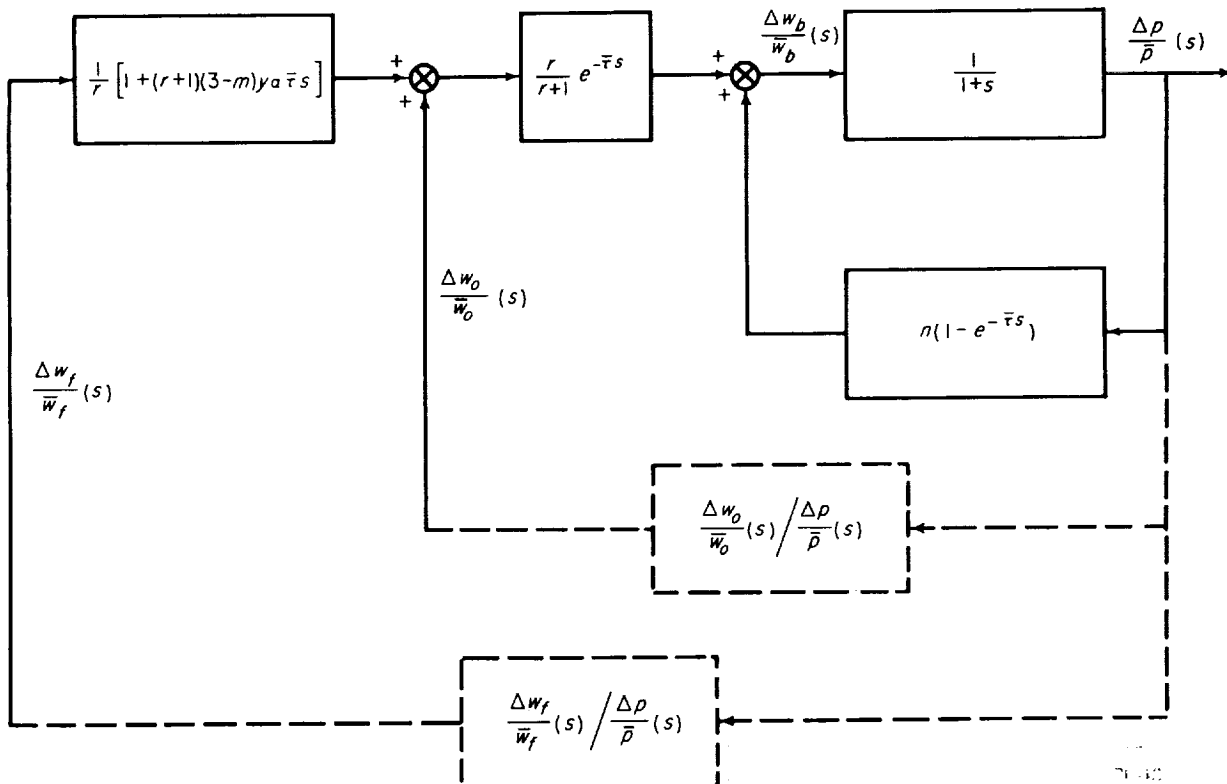 1/r [1+(r+1)(3-m)ya τ̄s]
+
+
r/(r+1) e^{-τ̄s}
+
+
Δw_b/w̄_b (s)
1/(1+s)
Δp/p̄ (s)
n(1-e^{-τ̄s})
Δw_o/w̄_o (s)
Δw_f/w̄_f (s)
Δw_o/w̄_o (s) / Δp/p̄ (s)
Δw_f/w̄_f (s) / Δp/p̄ (s)